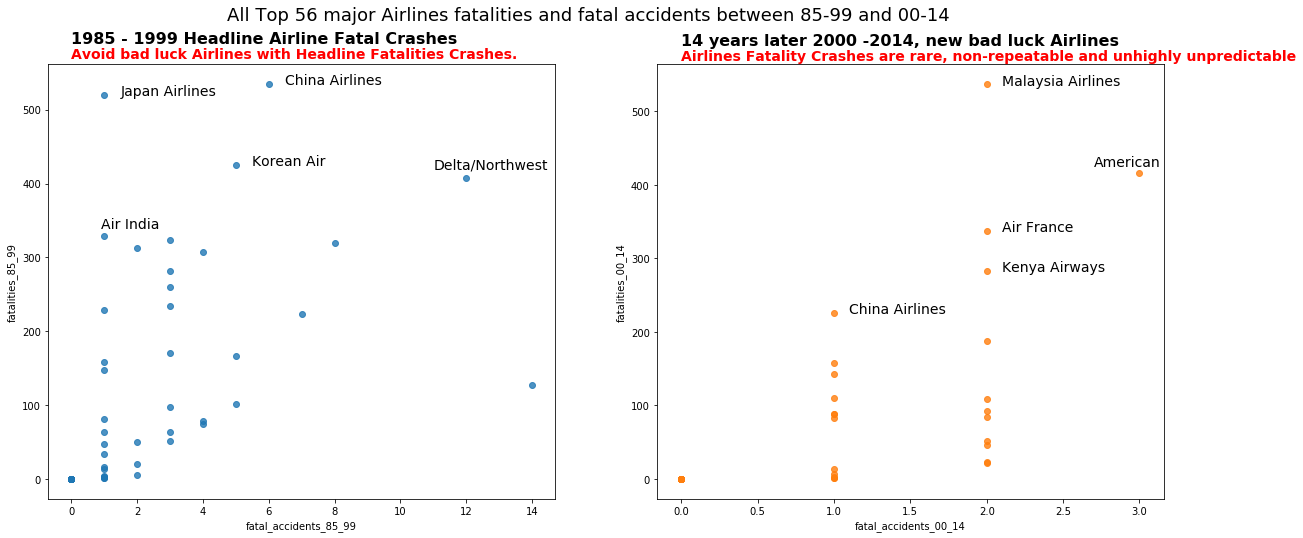 All Top 56 major Airlines fatalities and fatal accidents between 85-99 and 00-14
1985 - 1999 Headline Airline Fatal Crashes
Avoid bad luck Airlines with Headline Fatalities Crashes.
China Airlines
Japan Airlines
Korean Air
Delta/Northwest
Air India
500
400
300
200
100
0
fatalities_85_99
0
2
4
6
8
10
12
14
fatal_accidents_85_99
14 years later 2000 -2014, new bad luck Airlines
Airlines Fatality Crashes are rare, non-repeatable and unhighly unpredictable
Malaysia Airlines
American
Air France
Kenya Airways
China Airlines
500
400
300
200
100
0
fatalities_00_14
0.0
0.5
1.0
1.5
2.0
2.5
3.0
fatal_accidents_00_14